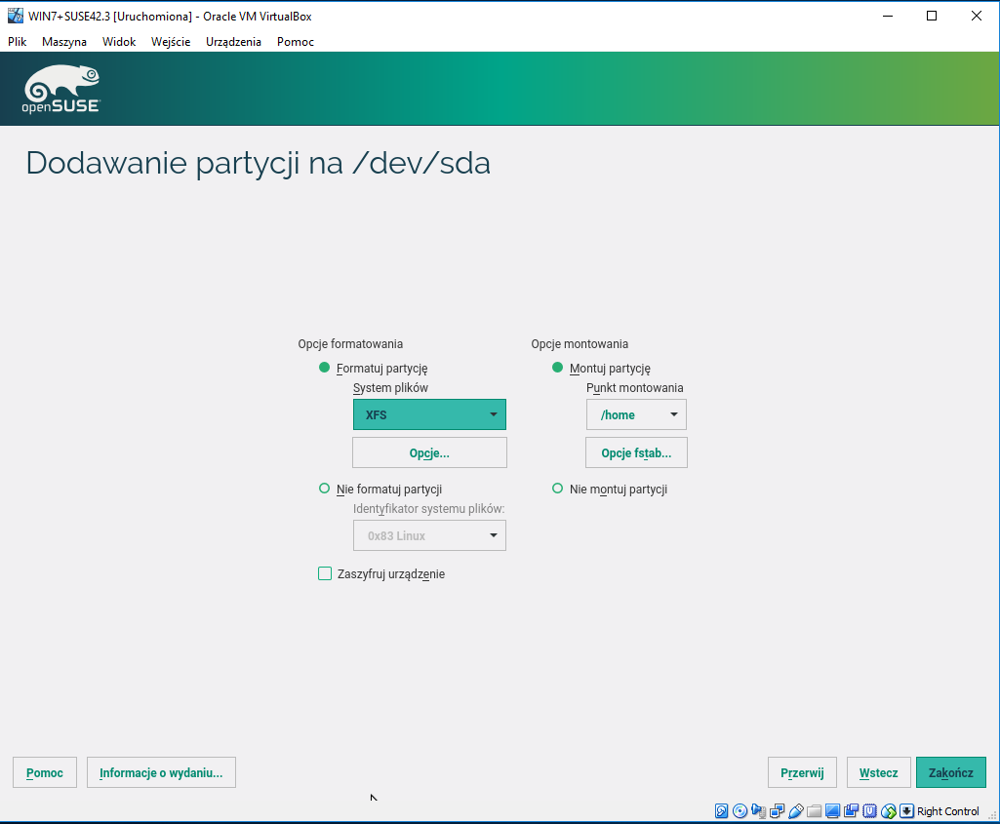 WIN7+SUSE42.3 [Uruchomiona] - Oracle VM VirtualBox
Plik Maszyna Widok Wejście Urządzenia Pomoc
openSUSE
Dodawanie partycji na /dev/sda
Opcje formatowania
Formatuj partycję
System plików
XFS
Opcje...
Nie formatuj partycji
Identyfikator systemu plików:
0x83 Linux
Zaszyfruj urządzenie
Opcje montowania
Montuj partycję
Punkt montowania
/home
Opcje fstab...
Nie montuj partycji
Pomoc Informacje o wydaniu... Przerwij Wstecz Zakończ
Right Control